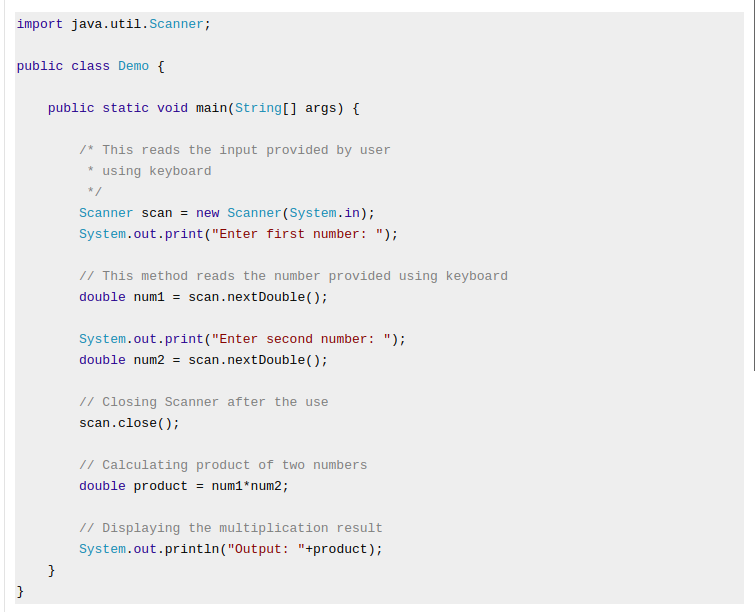 import java.util.Scanner;
public class Demo {
public static void main(String[] args) {
/* This reads the input provided by user
* using keyboard
*/
Scanner scan = new Scanner(System.in);
System.out.print("Enter first number: ");
// This method reads the number provided using keyboard
double num1 = scan.nextDouble();
System.out.print("Enter second number: ");
double num2 = scan.nextDouble();
// Closing Scanner after the use
scan.close();
// Calculating product of two numbers
double product = num1*num2;
// Displaying the multiplication result
System.out.println("Output: "+product);
}
}